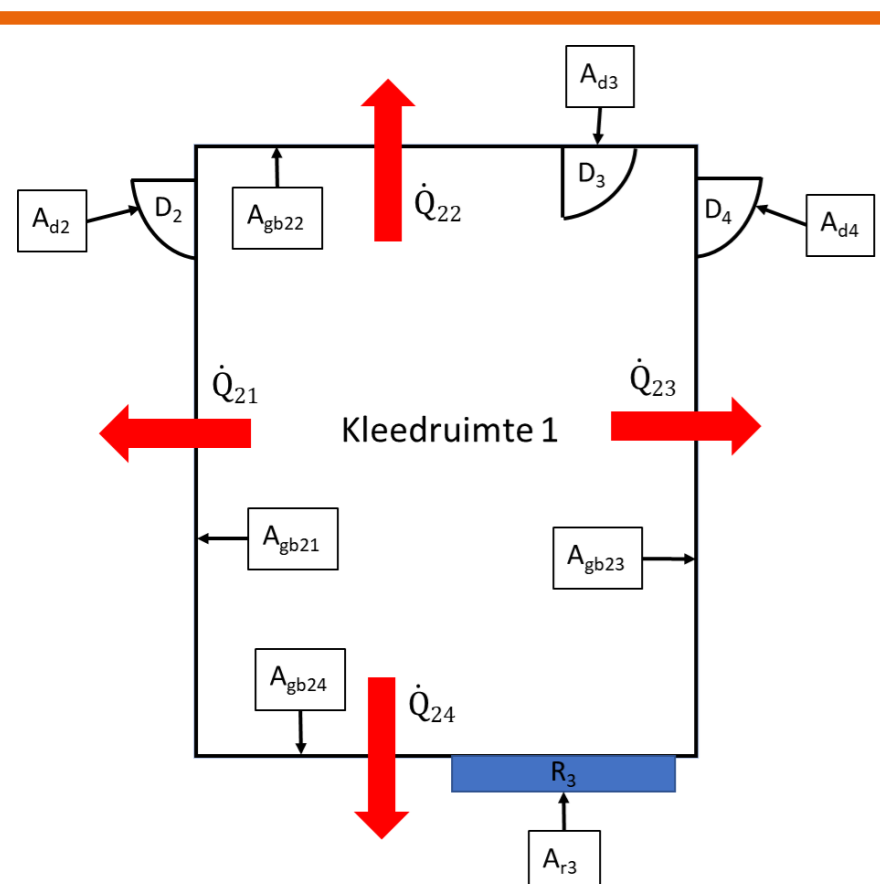 A_d3
D_3
D_2
D_4
A_d2
A_gb22
Q̇_22
A_d4
Q̇_21
Q̇_23
Kleedruimte 1
A_gb21
A_gb23
A_gb24
Q̇_24
R_3
A_r3